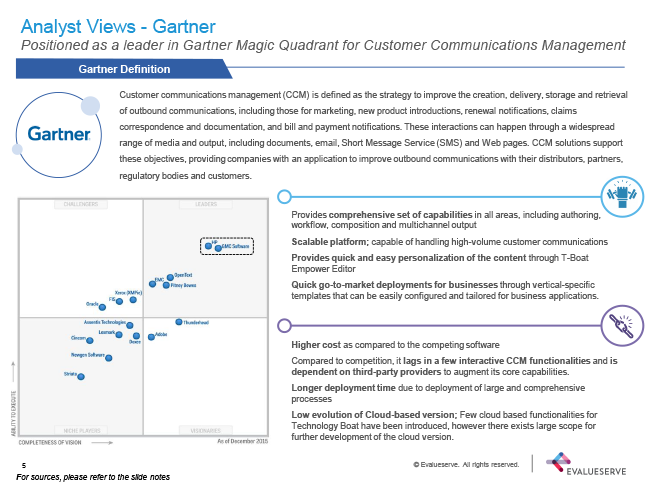 Analyst Views - Gartner
Positioned as a leader in Gartner Magic Quadrant for Customer Communications Management
Gartner Definition
Gartner
Customer communications management (CCM) is defined as the strategy to improve the creation, delivery, storage and retrieval
of outbound communications, including those for marketing, new product introductions, renewal notifications, claims
correspondence and documentation, and bill and payment notifications. These interactions can happen through a widespread
range of media and output, including documents, email, Short Message Service (SMS) and Web pages. CCM solutions support
these objectives, providing companies with an application to improve outbound communications with their distributors, partners,
regulatory bodies and customers.
CHALLENGERS
LEADERS
HP
GMC Software
OpenText
EMC
Pitney Bowes
Xerox (XMPie)
FIS
Oracle
Assentis Technologies
Thunderhead
Lexmark
Doxee
Adobe
Cincom
Newgen Software
Striata
NICHE PLAYERS
VISIONARIES
ABILITY TO EXECUTE
COMPLETENESS OF VISION
As of December 2015
Provides comprehensive set of capabilities in all areas, including authoring,
workflow, composition and multichannel output
Scalable platform; capable of handling high-volume customer communications
Provides quick and easy personalization of the content through T-Boat
Empower Editor
Quick go-to-market deployments for businesses through vertical-specific
templates that can be easily configured and tailored for business applications.
Higher cost as compared to the competing software
Compared to competition, it lags in a few interactive CCM functionalities and is
dependent on third-party providers to augment its core capabilities.
Longer deployment time due to deployment of large and comprehensive
processes
Low evolution of Cloud-based version; Few cloud based functionalities for
Technology Boat have been introduced, however there exists large scope for
further development of the cloud version.
5
For sources, please refer to the slide notes
© Evalueserve. All rights reserved.
EVALUESERVE